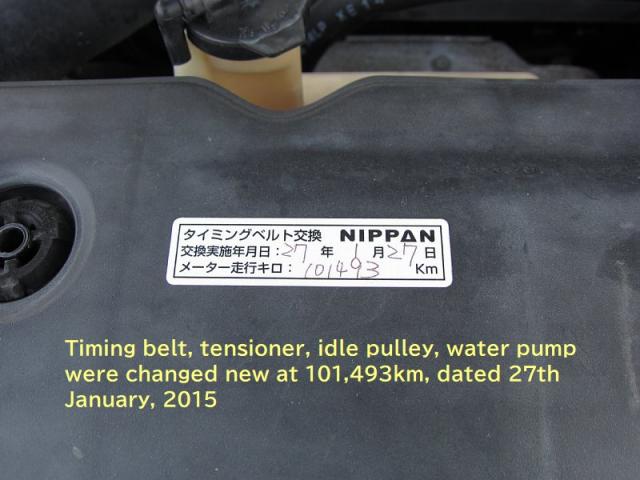 タイミングベルト交換 NIPPAN
交換実施年月日：27 年 1 月 27 日
メーター走行キロ： 101493 Km
Timing belt, tensioner, idle pulley, water pump
were changed new at 101,493km, dated 27th
January, 2015